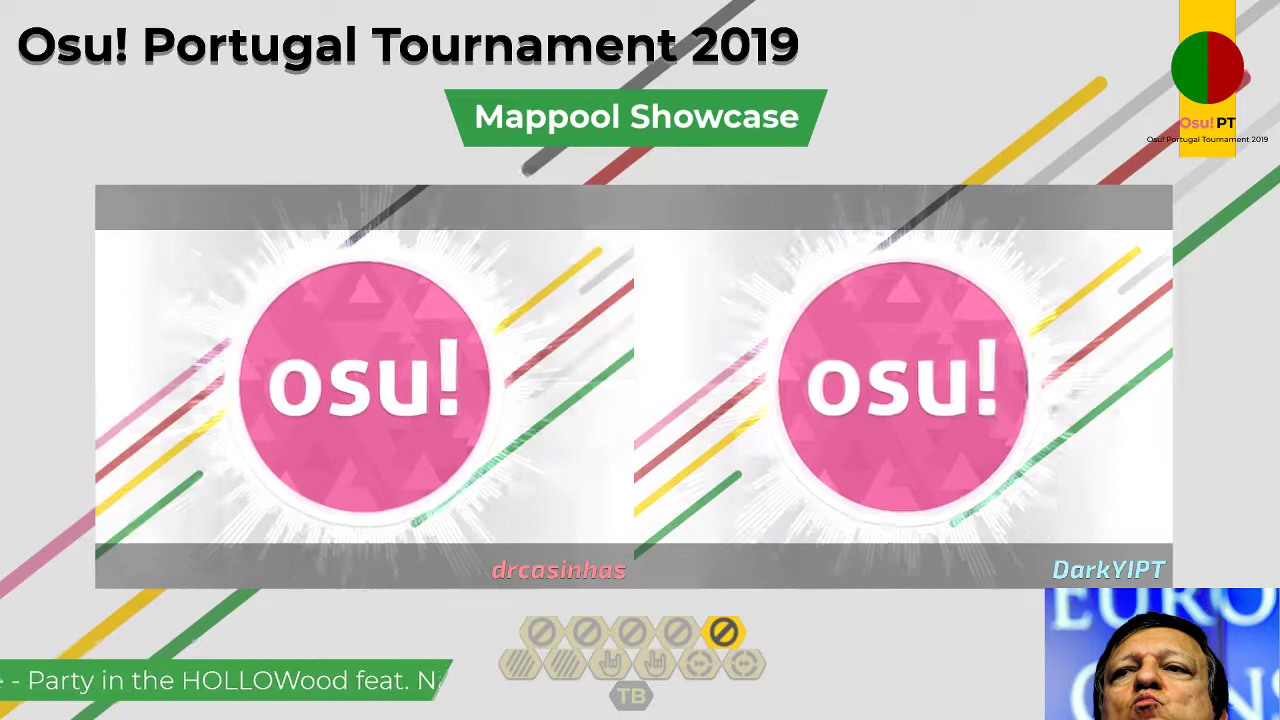 Osu! Portugal Tournament 2019
Mappool Showcase
Osu! PT
Osu! Portugal Tournament 2019
osu!
osu!
drcasinhas
DarkYIPT
- Party in the HOLLOWood feat.
TB
EURO